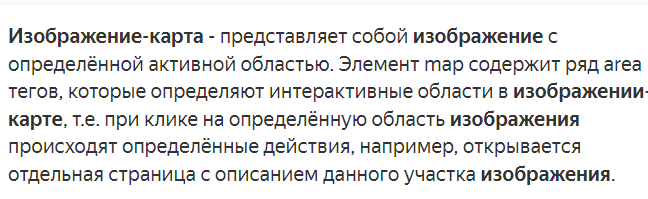 Изображение-карта - представляет собой изображение с
определённой активной областью. Элемент map содержит ряд area
тегов, которые определяют интерактивные области в изображении-
карте, т.е. при клике на определённую область изображения
происходят определённые действия, например, открывается
отдельная страница с описанием данного участка изображения.